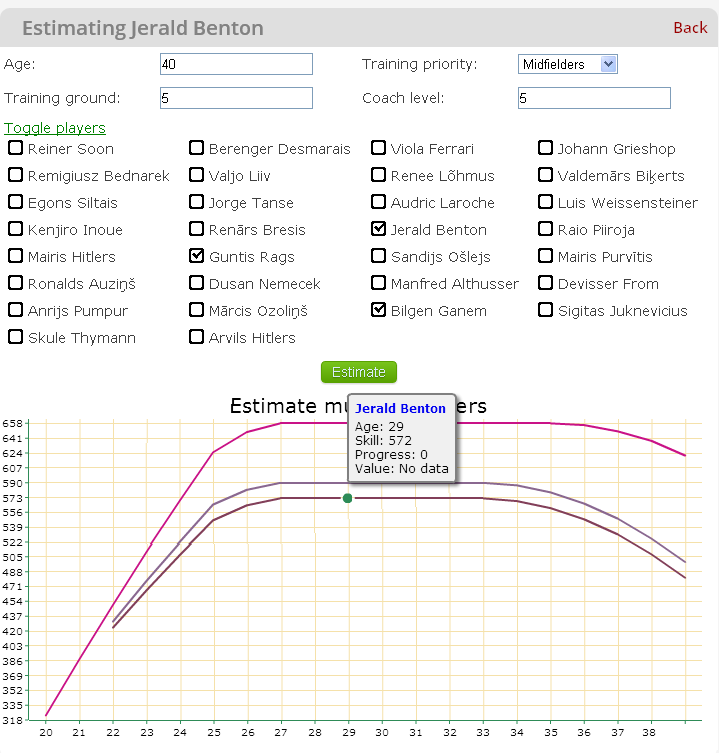 Estimating Jerald Benton Back
Age: 40 Training priority: Midfielders
Training ground: 5 Coach level: 5
Toggle players
Reiner Soon Berenger Desmarais Viola Ferrari Johann Grieshop
Remigiusz Bednarek Valjo Liiv Renee Lõhmus Valdemārs Biķerts
Egons Siltais Jorge Tanse Audric Laroche Luis Weissensteiner
Kenjiro Inoue Renārs Bresis Jerald Benton Raio Piiroja
Mairis Hitlers Guntis Rags Sandijs Ošlejs Mairis Purvītis
Ronalds Auziņš Dusan Nemecek Manfred Althusser Devisser From
Anrijs Pumpur Mārcis Ozoliņš Bilgen Ganem Sigitas Juknevicius
Skule Thymann Arvils Hitlers
Estimate
Estimate mu ers
Jerald Benton
Age: 29
Skill: 572
Progress: 0
Value: No data
658
641
624
607
590
573
556
539
522
505
488
471
454
437
420
403
386
369
352
335
318
20 21 22 23 24 25 26 27 28 29 30 31 32 33 34 35 36 37 38